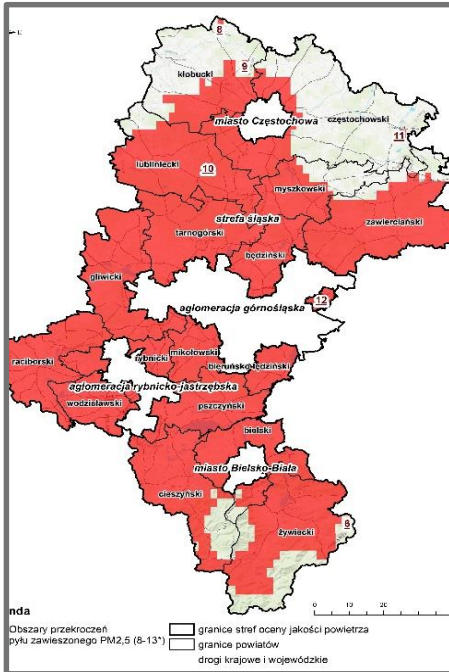 8
9
kłobucki
miasto Częstochowa
częstochowski
11
lubliniecki
10
myszkowski
strefa śląska
zawierciański
tarnogórski
będziński
gliwicki
12
aglomeracja górnośląska
mikołowski
rybnicki
bieruńsko-lędziński
raciborski
aglomeracja rybnicko-jastrzębska
wodzisławski
pszczyński
bielski
miasto Bielsko-Biała
cieszyński
żywiecki
nda
0 10 20 30
Obszary przekroczeń
pyłu zawieszonego PM2,5 (8-13*)
granice stref oceny jakości powietrza
granice powiatów
drogi krajowe i wojewódzkie